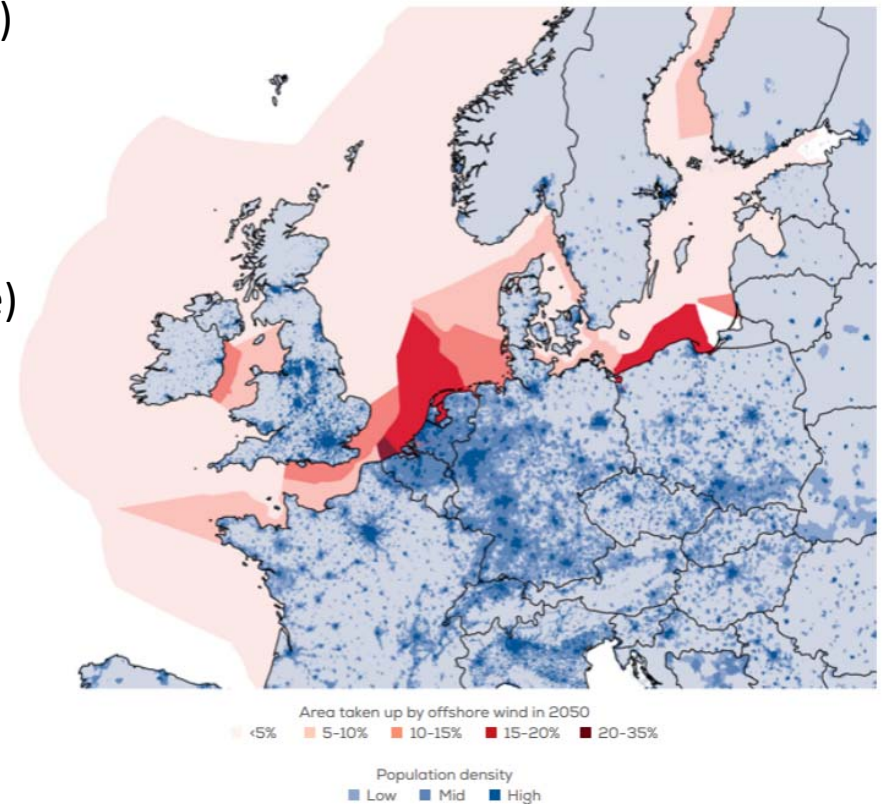 )
e)
Area taken up by offshore wind in 2050
<5% 5-10% 10-15% 15-20% 20-35%
Population density
Low Mid High